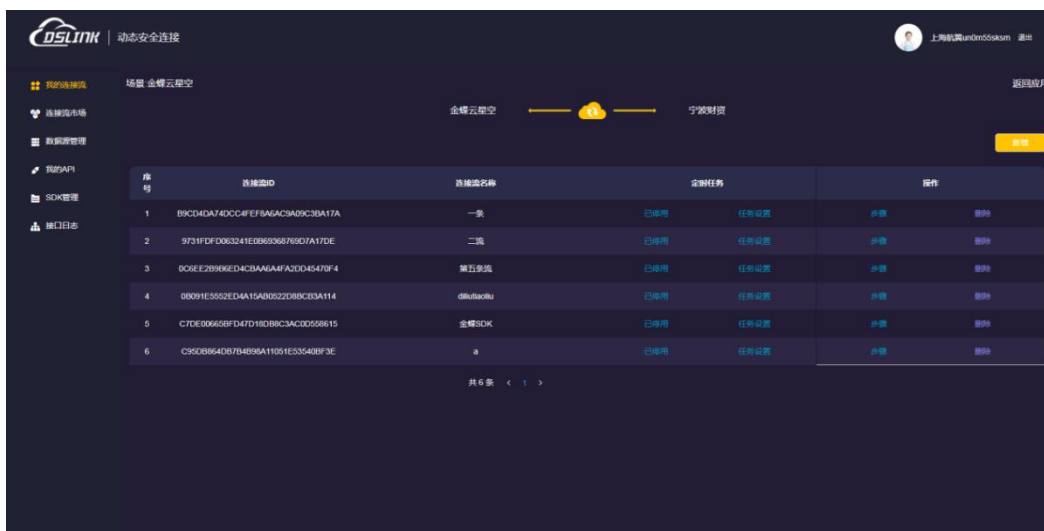 DSLINK | 动态安全连接
上海航翼un0m55sksm 退出
我的连接流
连接流市场
数据源管理
我的API
SDK管理
接口日志
场景:金蝶云星空
返回应用
金蝶云星空 宁波财资
新增
序号 连接流ID 连接流名称 定时任务 操作
1 B9CD4DA74DCC4FEF8A6AC9A09C3BA17A 一条 已停用 任务设置 步骤 删除
2 9731FDFD063241E0B69368769D7A17DE 二流 已停用 任务设置 步骤 删除
3 0C6EE2B9B6ED4CBAA6A4FA2DD45470F4 第五条流 已停用 任务设置 步骤 删除
4 0B091E5552ED4A15AB0522D8BCB3A114 diliutiaoliu 已停用 任务设置 步骤 删除
5 C7DE00665BFD47D18DB8C3AC0D558615 金蝶SDK 已停用 任务设置 步骤 删除
6 C95DB864DB7B4B98A11051E53540BF3E a 已停用 任务设置 步骤 删除
共 6 条 < 1 >